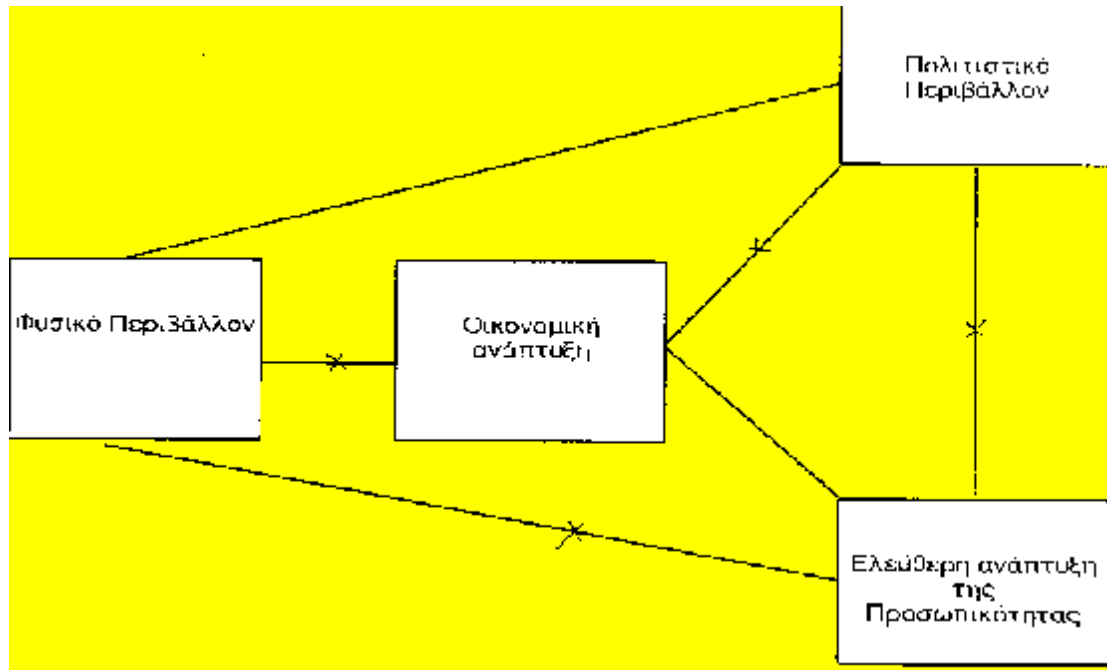 Πολιτιστικό
Περιβάλλον
Φυσικό Περιβάλλον
Οικονομική
ανάπτυξη
Ελεύθερη ανάπτυξη
της
Προσωπικότητας